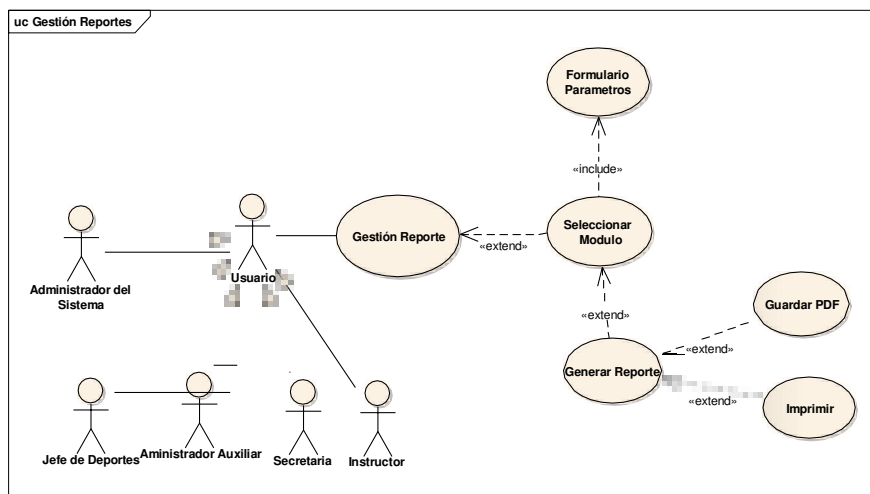 uc Gestión Reportes
Formulario
Parametros
«include»
Seleccionar
Modulo
«extend»
Gestión Reporte
Usuario
Administrador del
Sistema
«extend»
Guardar PDF
«extend»
Generar Reporte
«extend»
Imprimir
Jefe de Deportes
Aministrador Auxiliar
Secretaria
Instructor